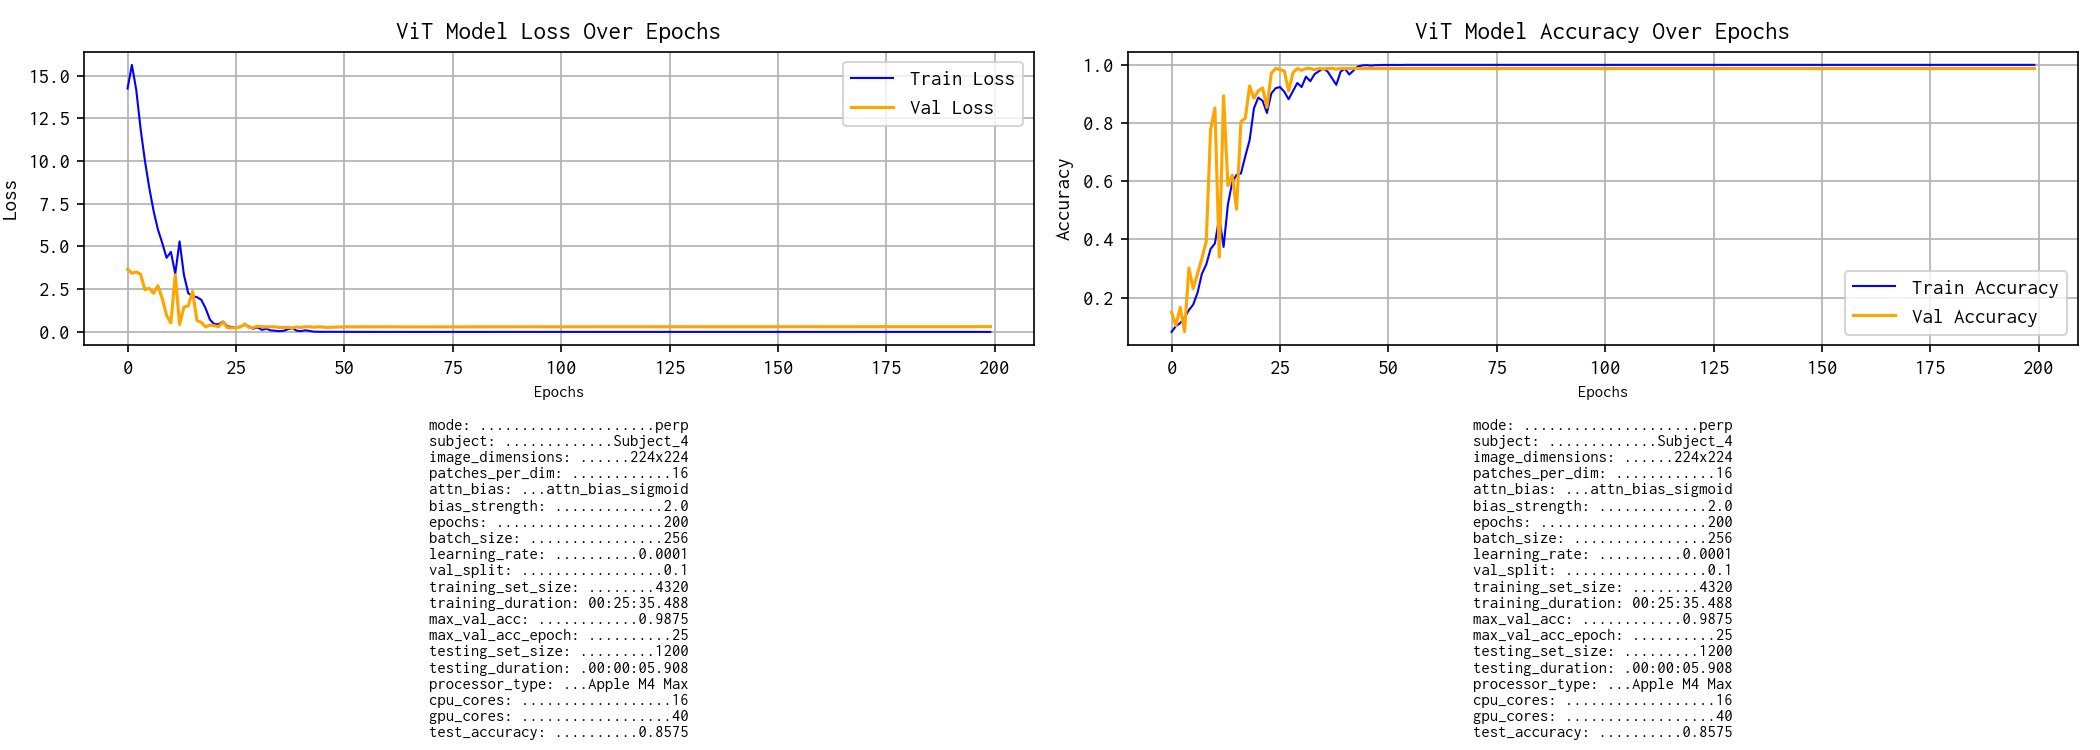 ViT Model Loss Over Epochs
15.0
12.5
10.0
7.5
5.0
2.5
0.0
Loss
Train Loss
Val Loss
0 25 50 75 100 125 150 175 200
Epochs
mode: .....................perp
subject: .............Subject_4
image_dimensions: ......224x224
patches_per_dim: ............16
attn_bias: ...attn_bias_sigmoid
bias_strength: .............2.0
epochs: ....................200
batch_size: ................256
learning_rate: ..........0.0001
val_split: .................0.1
training_set_size: ........4320
training_duration: 00:25:35.488
max_val_acc: ............0.9875
max_val_acc_epoch: ..........25
testing_set_size: .........1200
testing_duration: .00:00:05.908
processor_type: ...Apple M4 Max
cpu_cores: ..................16
gpu_cores: ..................40
test_accuracy: ..........0.8575
ViT Model Accuracy Over Epochs
1.0
0.8
0.6
0.4
0.2
Accuracy
Train Accuracy
Val Accuracy
0 25 50 75 100 125 150 175 200
Epochs
mode: .....................perp
subject: .............Subject_4
image_dimensions: ......224x224
patches_per_dim: ............16
attn_bias: ...attn_bias_sigmoid
bias_strength: .............2.0
epochs: ....................200
batch_size: ................256
learning_rate: ..........0.0001
val_split: .................0.1
training_set_size: ........4320
training_duration: 00:25:35.488
max_val_acc: ............0.9875
max_val_acc_epoch: ..........25
testing_set_size: .........1200
testing_duration: .00:00:05.908
processor_type: ...Apple M4 Max
cpu_cores: ..................16
gpu_cores: ..................40
test_accuracy: ..........0.8575